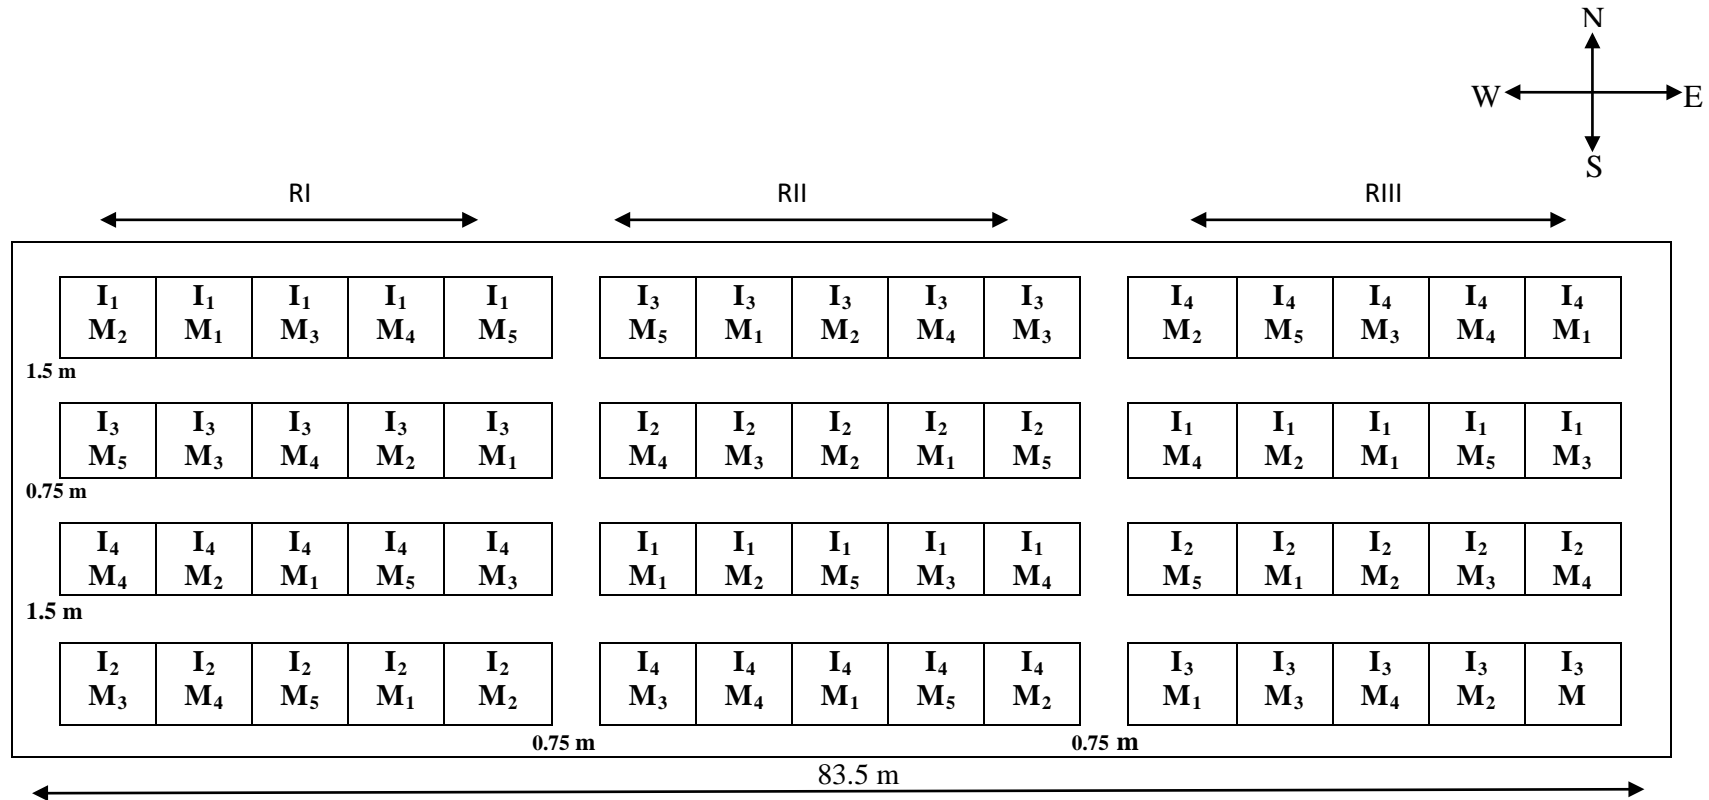 N
W E
S
RI RII RIII
I₁ I₁ I₁ I₁ I₁ I₃ I₃ I₃ I₃ I₃ I₄ I₄ I₄ I₄ I₄
M₂ M₁ M₃ M₄ M₅ M₅ M₁ M₂ M₄ M₃ M₂ M₅ M₃ M₄ M₁
1.5 m
I₃ I₃ I₃ I₃ I₃ I₂ I₂ I₂ I₂ I₂ I₁ I₁ I₁ I₁ I₁
M₅ M₃ M₄ M₂ M₁ M₄ M₃ M₂ M₁ M₅ M₄ M₂ M₁ M₅ M₃
0.75 m
I₄ I₄ I₄ I₄ I₄ I₁ I₁ I₁ I₁ I₁ I₂ I₂ I₂ I₂ I₂
M₄ M₂ M₁ M₅ M₃ M₁ M₂ M₅ M₃ M₄ M₅ M₁ M₂ M₃ M₄
1.5 m
I₂ I₂ I₂ I₂ I₂ I₄ I₄ I₄ I₄ I₄ I₃ I₃ I₃ I₃ I₃
M₃ M₄ M₅ M₁ M₂ M₃ M₄ M₁ M₅ M₂ M₁ M₃ M₄ M₂ M
0.75 m 0.75 m
83.5 m